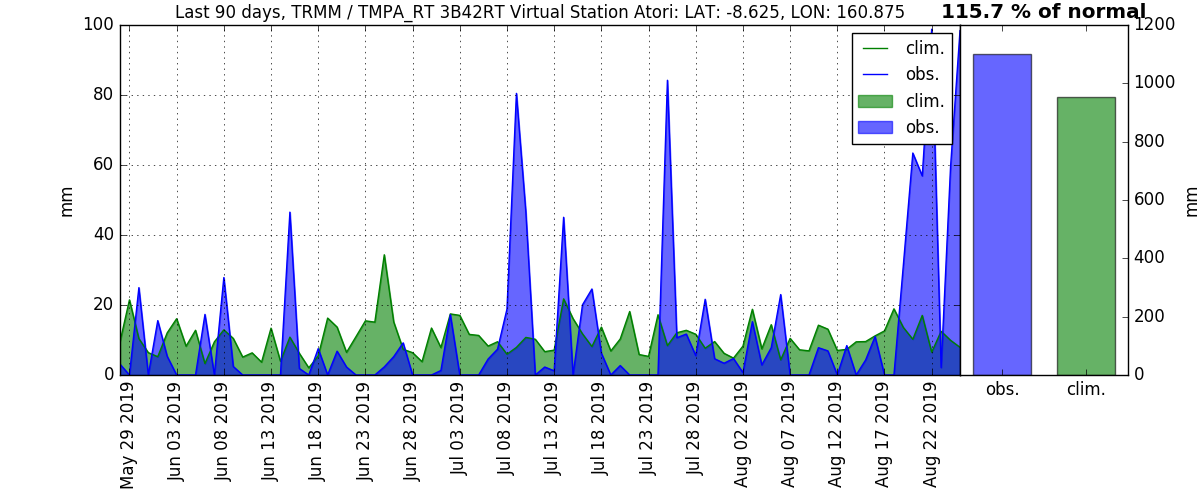 Last 90 days, TRMM / TMPA_RT 3B42RT Virtual Station Atori: LAT: -8.625, LON: 160.875
115.7 % of normal
100
80
60
40
20
0
mm
clim.
obs.
clim.
obs.
1200
1000
800
600
400
200
0
mm
May 29 2019
Jun 03 2019
Jun 08 2019
Jun 13 2019
Jun 18 2019
Jun 23 2019
Jun 28 2019
Jul 03 2019
Jul 08 2019
Jul 13 2019
Jul 18 2019
Jul 23 2019
Jul 28 2019
Aug 02 2019
Aug 07 2019
Aug 12 2019
Aug 17 2019
Aug 22 2019
obs.
clim.